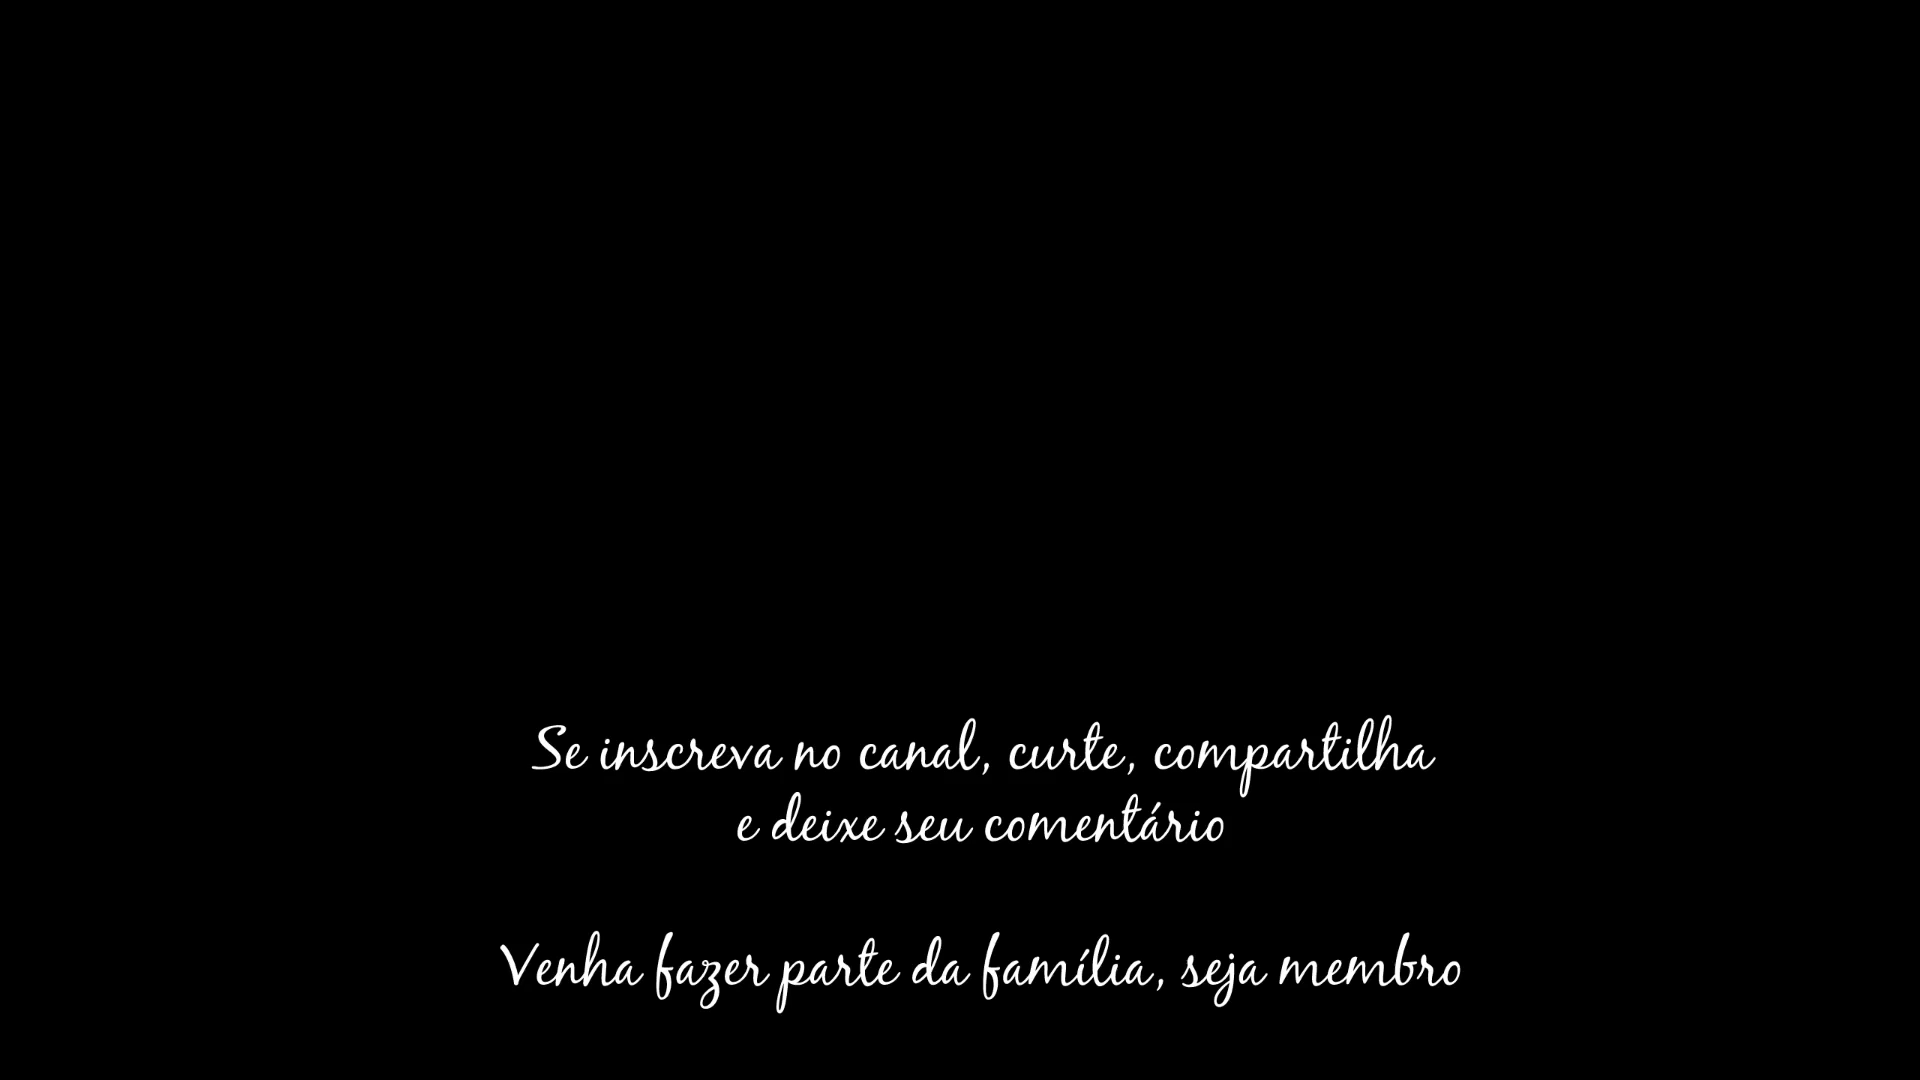 Se inscreva no canal, curte, compartilha
e deixe seu comentário
Venha fazer parte da família, seja membro